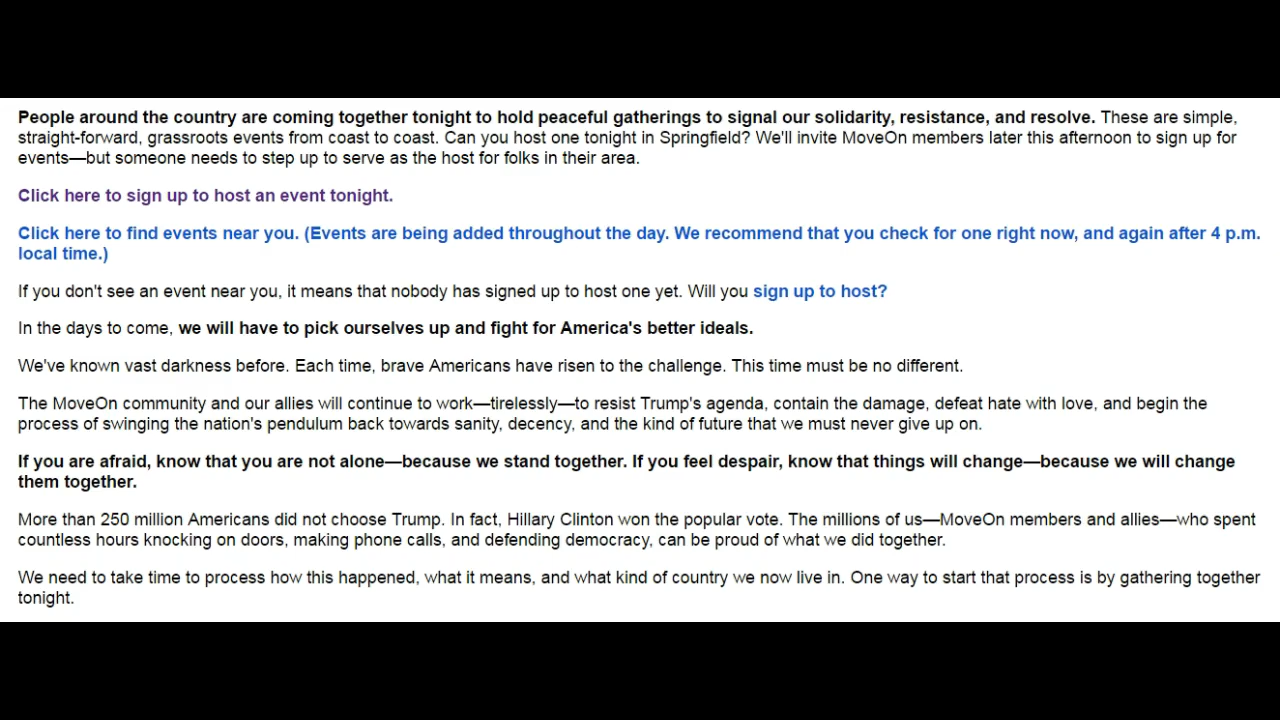 People around the country are coming together tonight to hold peaceful gatherings to signal our solidarity, resistance, and resolve. These are simple,
straight-forward, grassroots events from coast to coast. Can you host one tonight in Springfield? We'll invite MoveOn members later this afternoon to sign up for
events—but someone needs to step up to serve as the host for folks in their area.
Click here to sign up to host an event tonight.
Click here to find events near you. (Events are being added throughout the day. We recommend that you check for one right now, and again after 4 p.m.
local time.)
If you don't see an event near you, it means that nobody has signed up to host one yet. Will you sign up to host?
In the days to come, we will have to pick ourselves up and fight for America's better ideals.
We've known vast darkness before. Each time, brave Americans have risen to the challenge. This time must be no different.
The MoveOn community and our allies will continue to work—tirelessly—to resist Trump's agenda, contain the damage, defeat hate with love, and begin the
process of swinging the nation's pendulum back towards sanity, decency, and the kind of future that we must never give up on.
If you are afraid, know that you are not alone—because we stand together. If you feel despair, know that things will change—because we will change
them together.
More than 250 million Americans did not choose Trump. In fact, Hillary Clinton won the popular vote. The millions of us—MoveOn members and allies—who spent
countless hours knocking on doors, making phone calls, and defending democracy, can be proud of what we did together.
We need to take time to process how this happened, what it means, and what kind of country we now live in. One way to start that process is by gathering together
tonight.